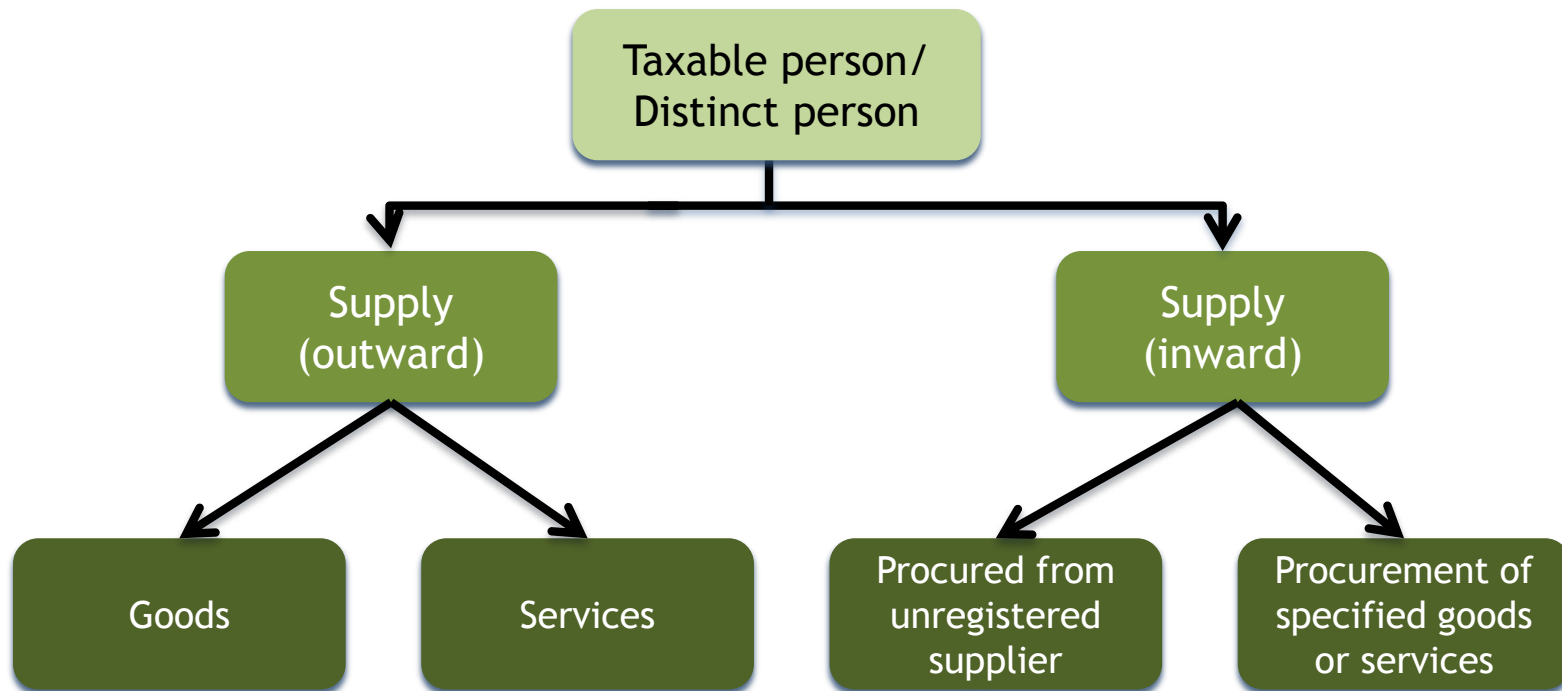 Taxable person/
Distinct person
Supply
(outward)
Supply
(inward)
Goods
Services
Procured from
unregistered
supplier
Procurement of
specified goods
or services